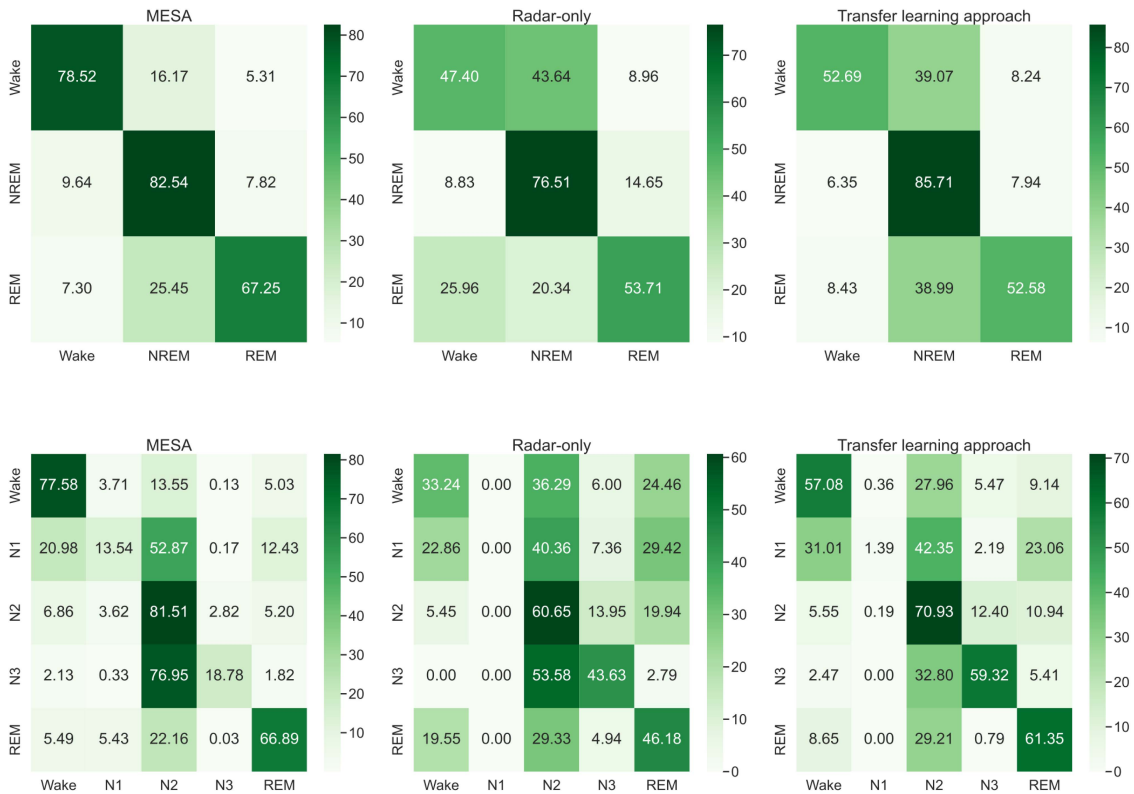 MESA
Radar-only
Transfer learning approach
Wake 78.52 16.17 5.31
NREM 9.64 82.54 7.82
REM 7.30 25.45 67.25
Wake NREM REM
80
70
60
50
40
30
20
10
Wake 47.40 43.64 8.96
NREM 8.83 76.51 14.65
REM 25.96 20.34 53.71
Wake NREM REM
70
60
50
40
30
20
10
Wake 52.69 39.07 8.24
NREM 6.35 85.71 7.94
REM 8.43 38.99 52.58
Wake NREM REM
80
70
60
50
40
30
20
10
MESA
Radar-only
Transfer learning approach
Wake 77.58 3.71 13.55 0.13 5.03
N1 20.98 13.54 52.87 0.17 12.43
N2 6.86 3.62 81.51 2.82 5.20
N3 2.13 0.33 76.95 18.78 1.82
REM 5.49 5.43 22.16 0.03 66.89
Wake N1 N2 N3 REM
80
70
60
50
40
30
20
10
Wake 33.24 0.00 36.29 6.00 24.46
N1 22.86 0.00 40.36 7.36 29.42
N2 5.45 0.00 60.65 13.95 19.94
N3 0.00 0.00 53.58 43.63 2.79
REM 19.55 0.00 29.33 4.94 46.18
Wake N1 N2 N3 REM
60
50
40
30
20
10
0
Wake 57.08 0.36 27.96 5.47 9.14
N1 31.01 1.39 42.35 2.19 23.06
N2 5.55 0.19 70.93 12.40 10.94
N3 2.47 0.00 32.80 59.32 5.41
REM 8.65 0.00 29.21 0.79 61.35
Wake N1 N2 N3 REM
70
60
50
40
30
20
10
0